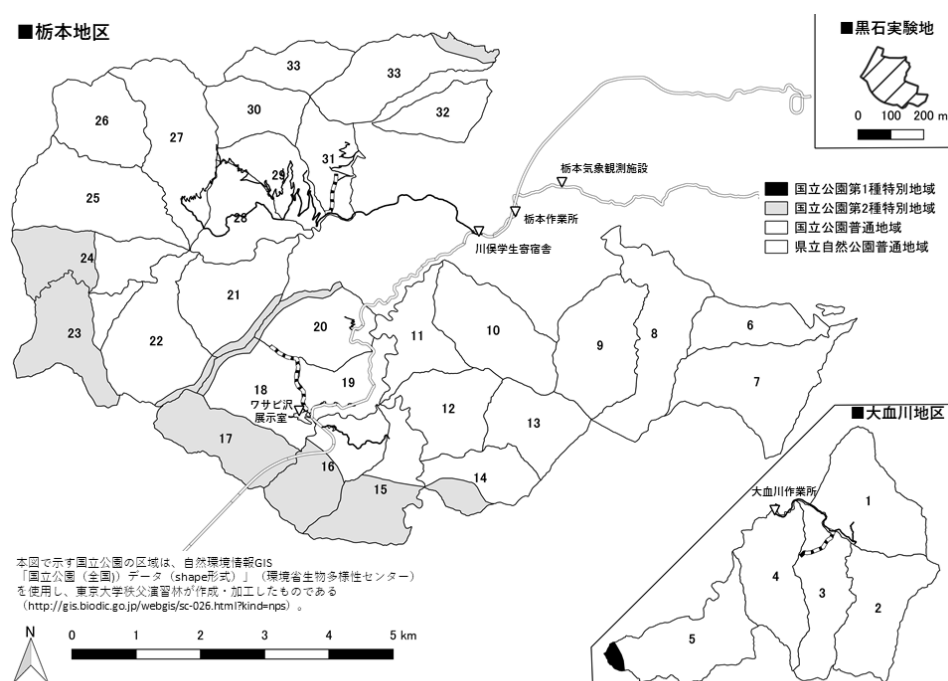 ■栃本地区
■黒石実験地
0 100 200 m
33
33
26
27
30
32
31
29
栃本気象観測施設
■国立公園第1種特別地域
国立公園第2種特別地域
国立公園普通地域
県立自然公園普通地域
25
28
栃本作業所
川俣学生寄宿舎
24
21
23
22
20
11
10
9
8
6
7
19
18
ワサビ沢
展示室
12
13
17
16
15
14
■大血川地区
大血川作業所
1
4
3
2
5
本図で示す国立公園の区域は、自然環境情報GIS
「国立公園（全国)）データ（shape形式）」（環境省生物多様性センター）
を使用し、東京大学秩父演習林が作成・加工したものである
（http://gis.biodic.go.jp/webgis/sc-026.html?kind=nps）。
N
0 1 2 3 4 5 km